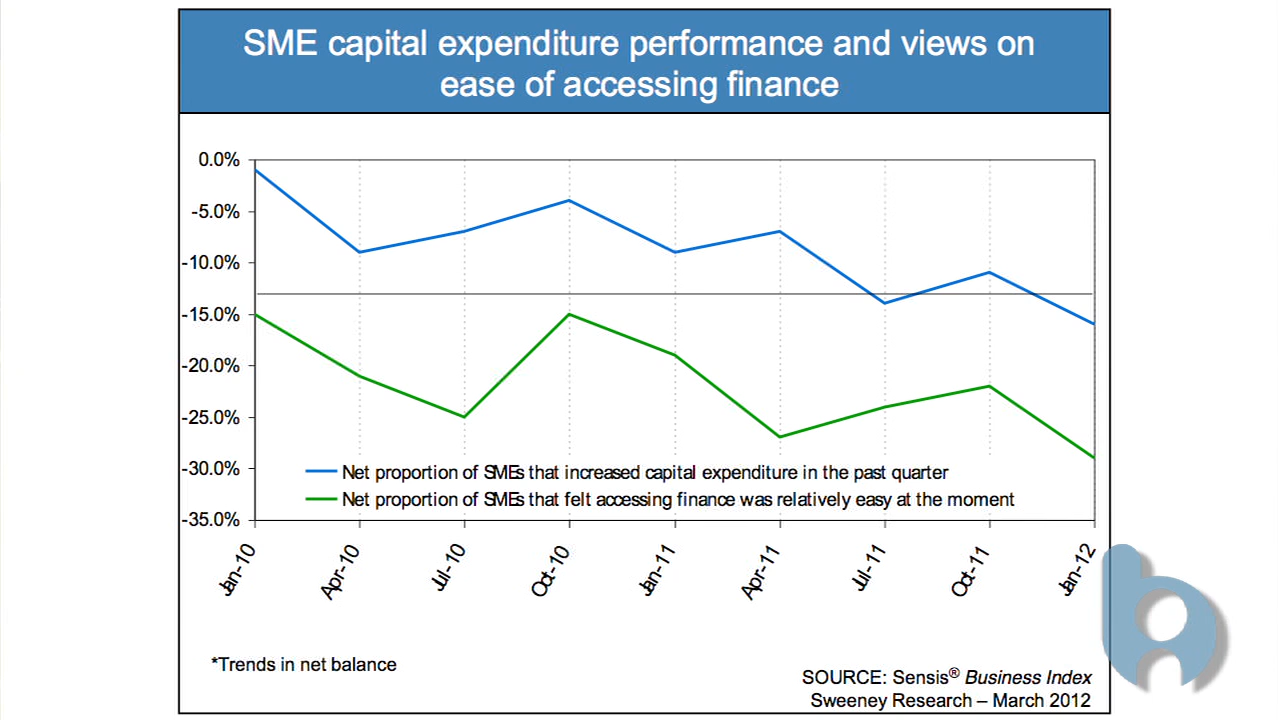 SME capital expenditure performance and views on
ease of accessing finance
0.0%
-5.0%
-10.0%
-15.0%
-20.0%
-25.0%
-30.0%
-35.0%
Net proportion of SMEs that increased capital expenditure in the past quarter
Net proportion of SMEs that felt accessing finance was relatively easy at the moment
Jan-10
Apr-10
Jul-10
Oct-10
Jan-11
Apr-11
Jul-11
Oct-11
Jan-12
*Trends in net balance
SOURCE: Sensis® Business Index
Sweeney Research – March 2012